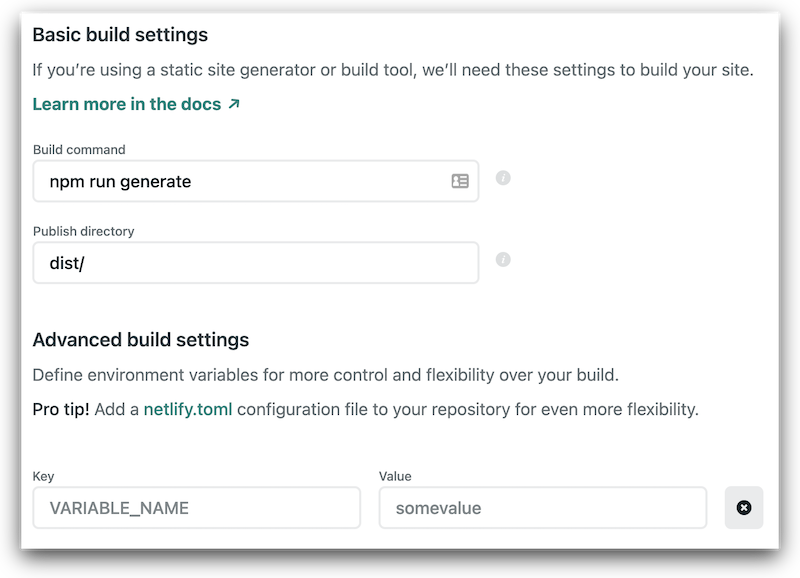 Basic build settings
If you’re using a static site generator or build tool, we’ll need these settings to build your site.
Learn more in the docs ↗
Build command
npm run generate
Publish directory
dist/
Advanced build settings
Define environment variables for more control and flexibility over your build.
Pro tip! Add a netlify.toml configuration file to your repository for even more flexibility.
Key Value
VARIABLE_NAME somevalue